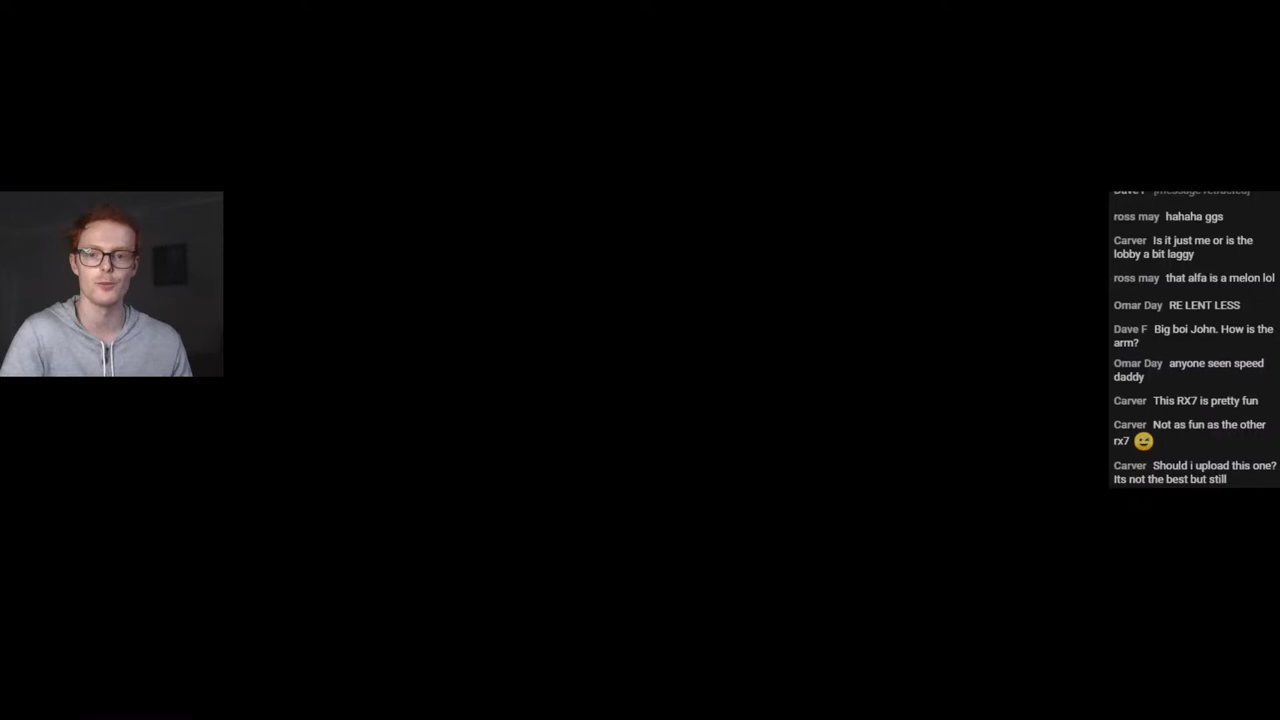 Dave F [message retracted]
ross may hahaha ggs
Carver Is it just me or is the
lobby a bit laggy
ross may that alfa is a melon lol
Omar Day RE LENT LESS
Dave F Big boi John. How is the
arm?
Omar Day anyone seen speed
daddy
Carver This RX7 is pretty fun
Carver Not as fun as the other
rx7 😉
Carver Should i upload this one?
Its not the best but still